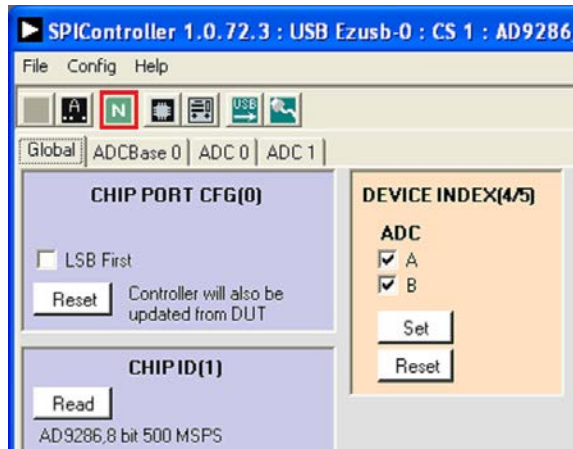 SPIController 1.0.72.3 : USB Ezusb-0 : CS 1 : AD9286
File Config Help
A
N
USB
Global ADCBase 0 ADC 0 ADC 1
CHIP PORT CFG(0)
LSB First
Reset
Controller will also be
updated from DUT
CHIP ID(1)
Read
AD9286,8 bit 500 MSPS
DEVICE INDEX(4/5)
ADC
A
B
Set
Reset